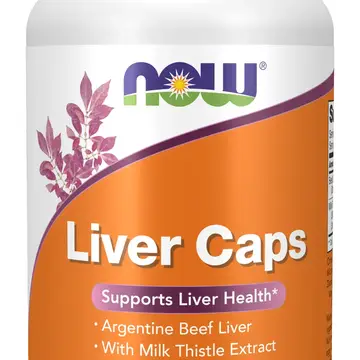 NOW®
Liver Caps
Supports Liver Health*
• Argentine Beef Liver
• With Milk Thistle Extract